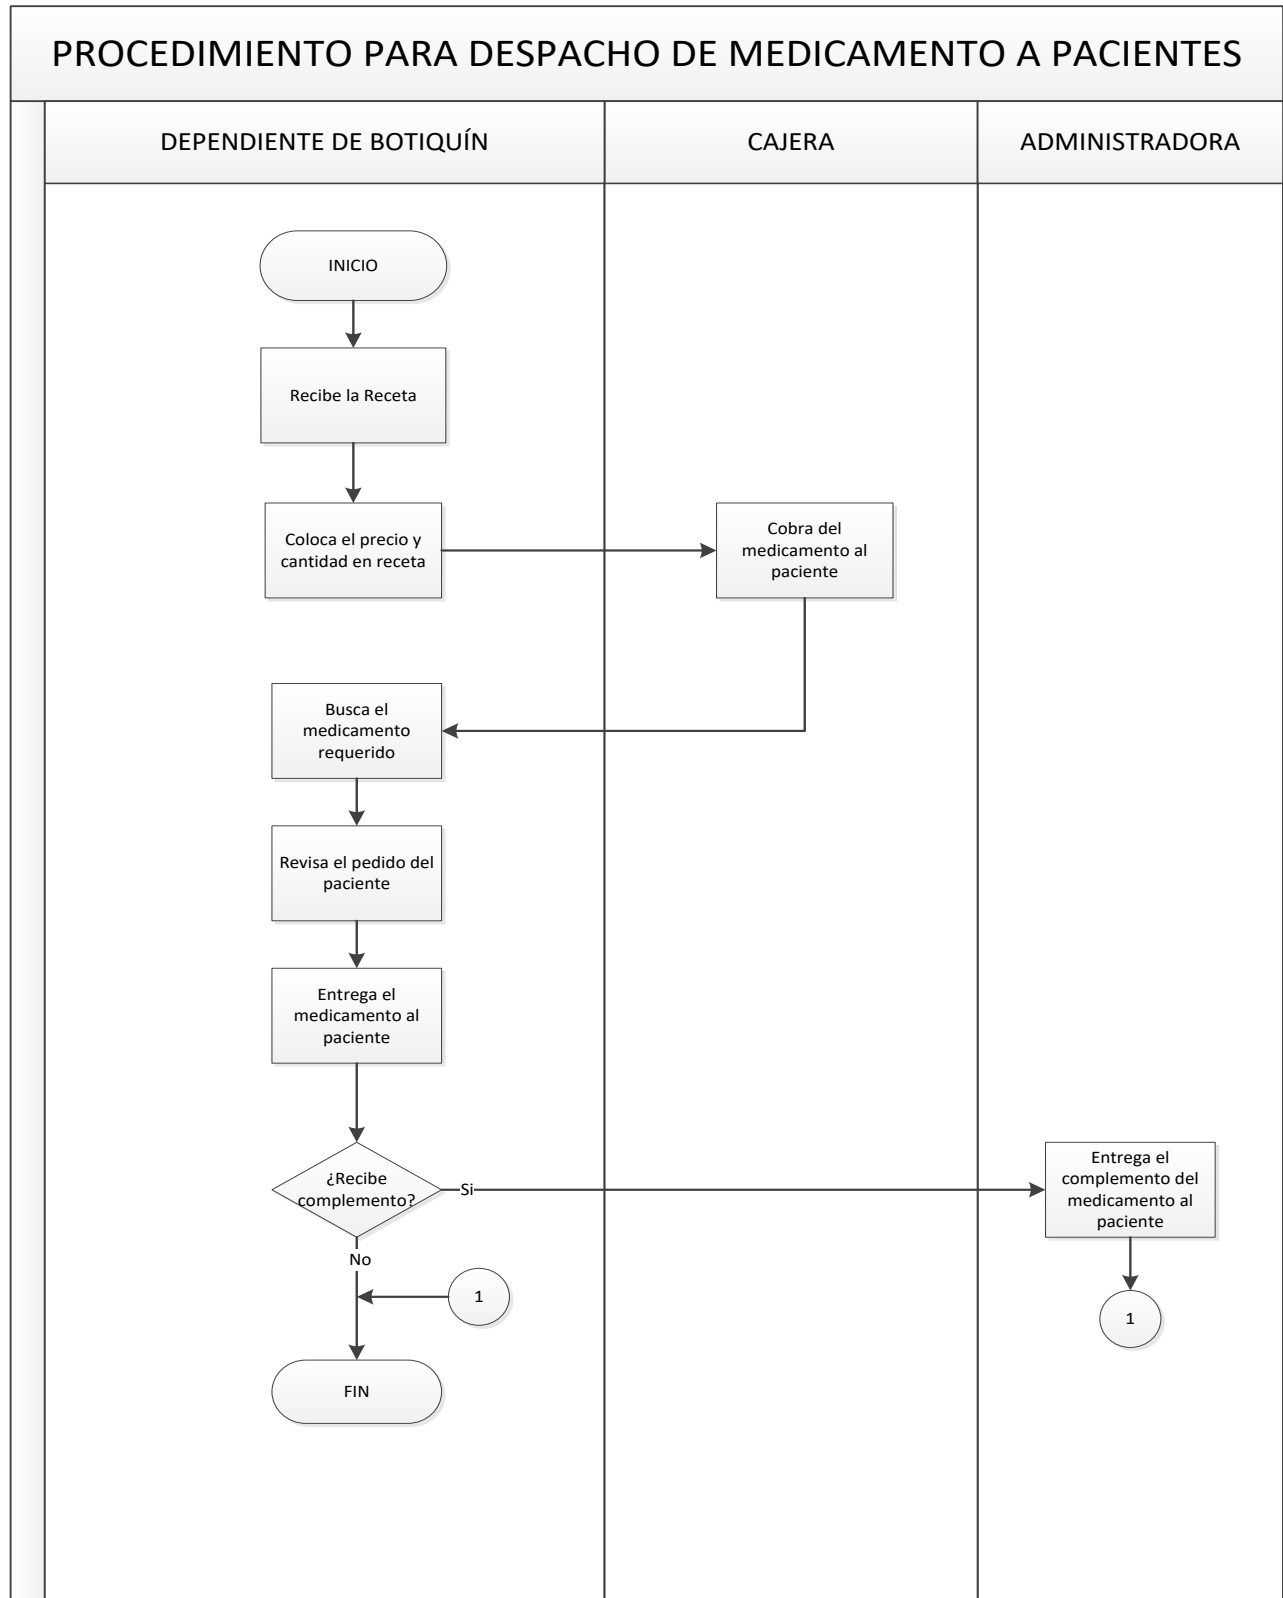 PROCEDIMIENTO PARA DESPACHO DE MEDICAMENTO A PACIENTES
DEPENDIENTE DE BOTIQUÍN
CAJERA
ADMINISTRADORA
INICIO
Recibe la Receta
Coloca el precio y
cantidad en receta
Cobra del
medicamento al
paciente
Busca el
medicamento
requerido
Revisa el pedido del
paciente
Entrega el
medicamento al
paciente
¿Recibe
complemento?
Si
Entrega el
complemento del
medicamento al
paciente
No
1
1
FIN